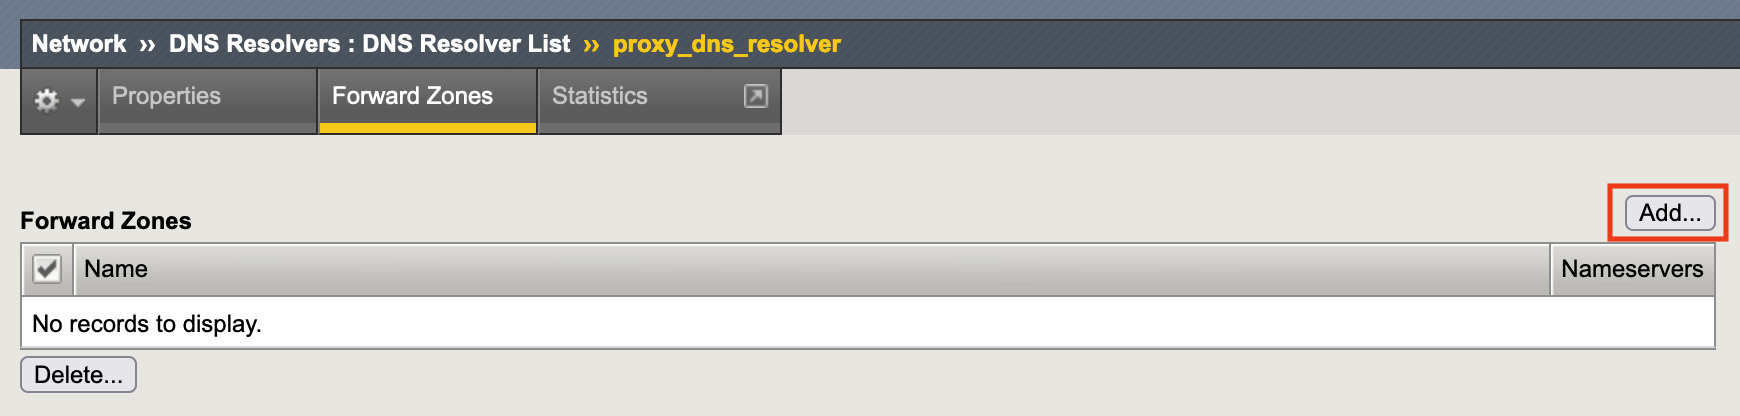 Network » DNS Resolvers : DNS Resolver List » proxy_dns_resolver
Properties Forward Zones Statistics
Add...
Forward Zones
Name Nameservers
No records to display.
Delete...